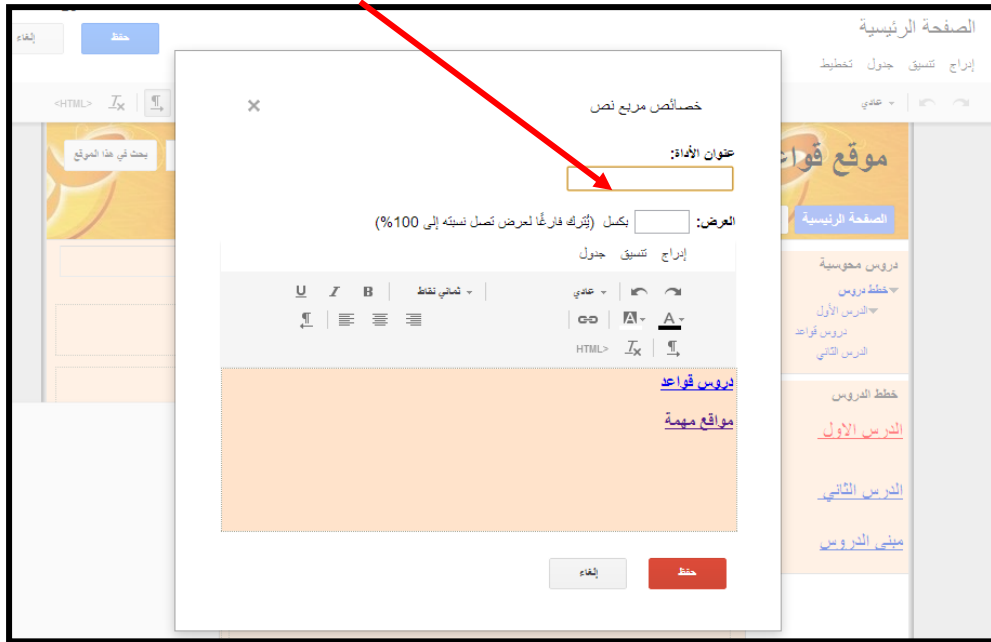 الصفحة الرئيسية
حفظ
إلغاء
إدراج تنسيق جدول تخطيط
عادي
<HTML>
موقع قواعد
بحث في هذا الموقع
الصفحة الرئيسية
دروس محوسبة
خطط دروس
الدرس الأول
دروس قواعد
الدرس الثاني
خطط الدروس
الدرس الاول
الدرس الثاني
مبنى الدروس
خصائص مربع نص
عنوان الأداة:
العرض: بكسل (يُترك فارغًا لعرض تصل نسبته إلى 100%)
إدراج تنسيق جدول
عادي ثماني نقاط B I U
A A
HTML>
دروس قواعد
مواقع مهمة
حفظ
إلغاء